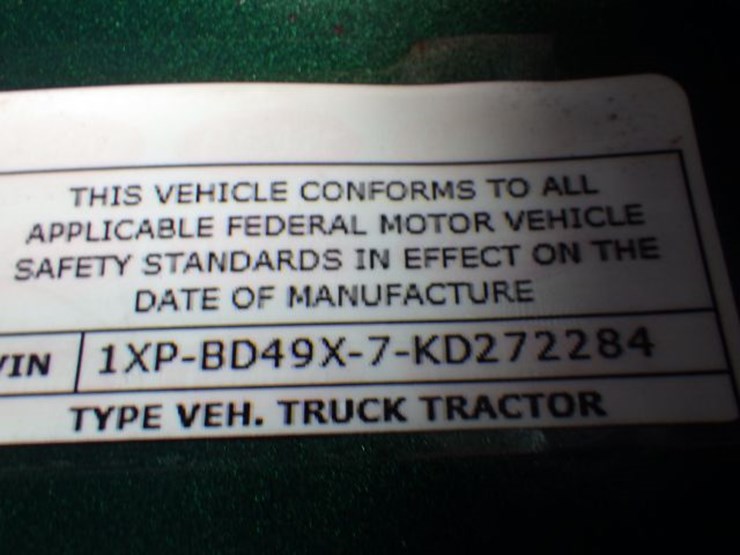 THIS VEHICLE CONFORMS TO ALL
APPLICABLE FEDERAL MOTOR VEHICLE
SAFETY STANDARDS IN EFFECT ON THE
DATE OF MANUFACTURE
VIN 1XP-BD49X-7-KD272284
TYPE VEH. TRUCK TRACTOR